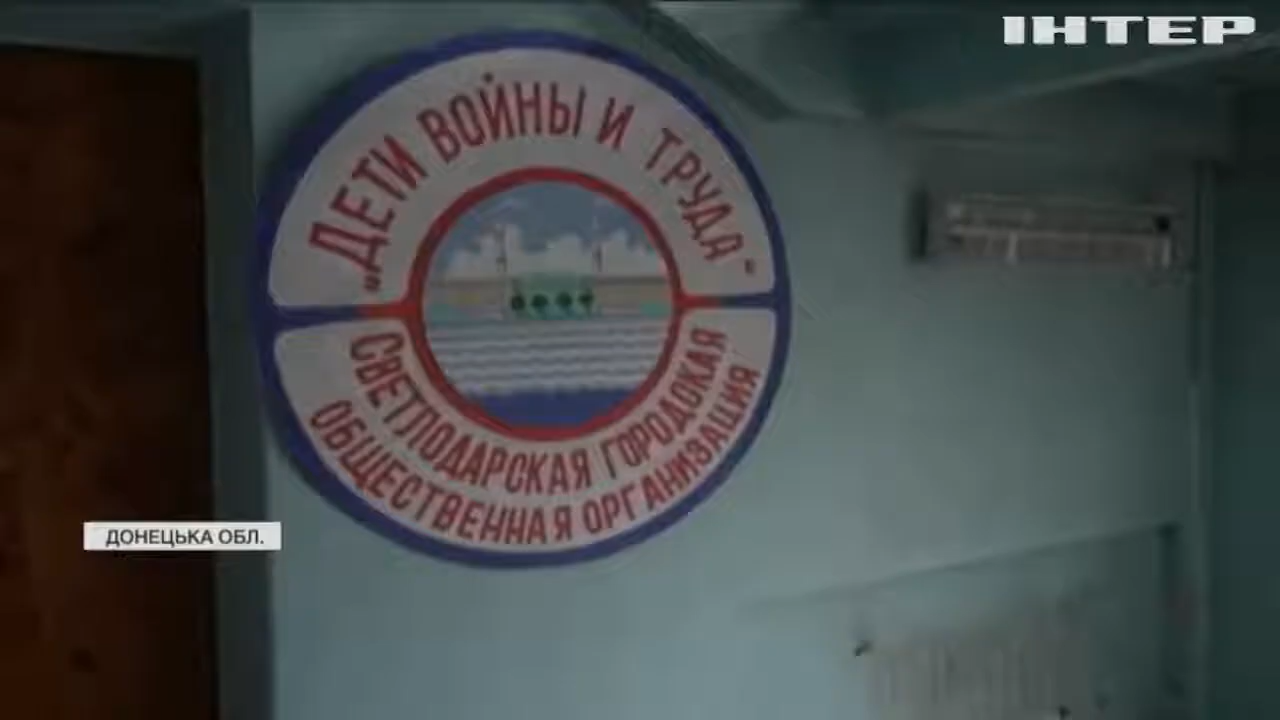 ІНТЕР
„ДЕТИ ВОЙНЫ И ТРУДА"
СВЕТЛОДАРСКАЯ ГОРОДСКАЯ
ОБЩЕСТВЕННАЯ ОРГАНИЗАЦИЯ
ДОНЕЦЬКА ОБЛ.